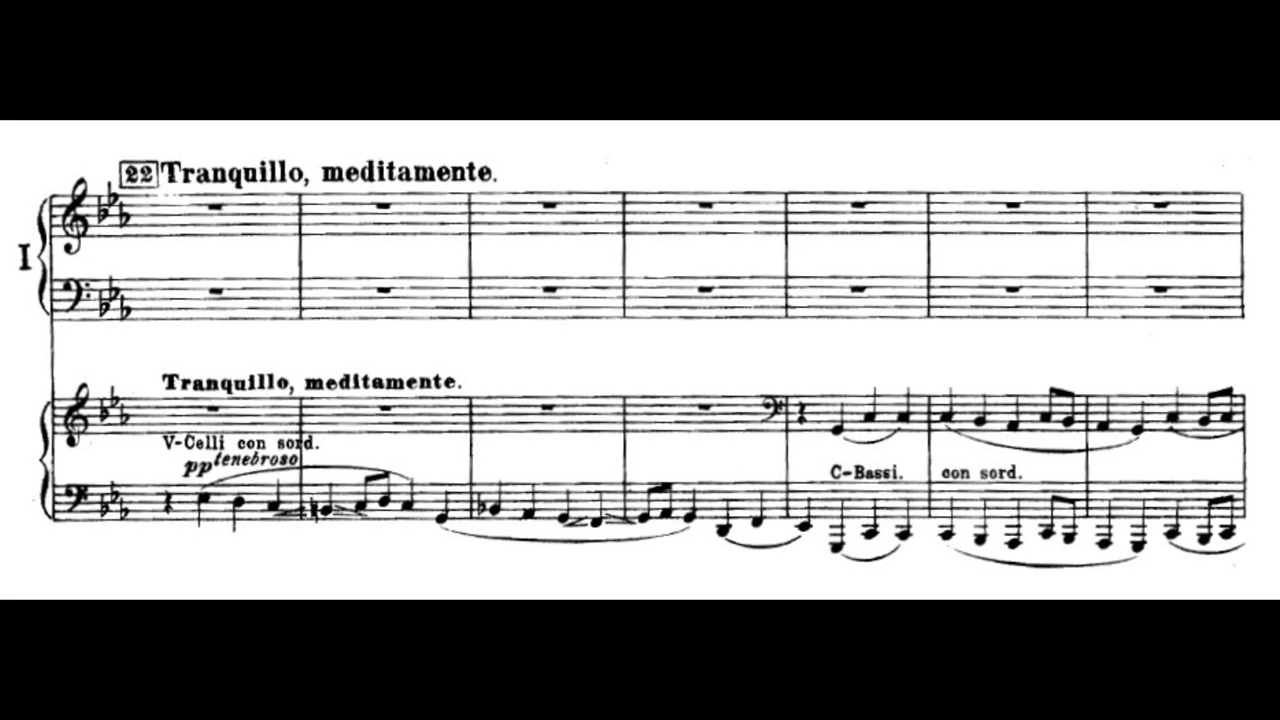 22 Tranquillo, meditamente.
I
Tranquillo, meditamente.
V-Celli con sord.
pp tenebroso
C-Bassi. con sord.